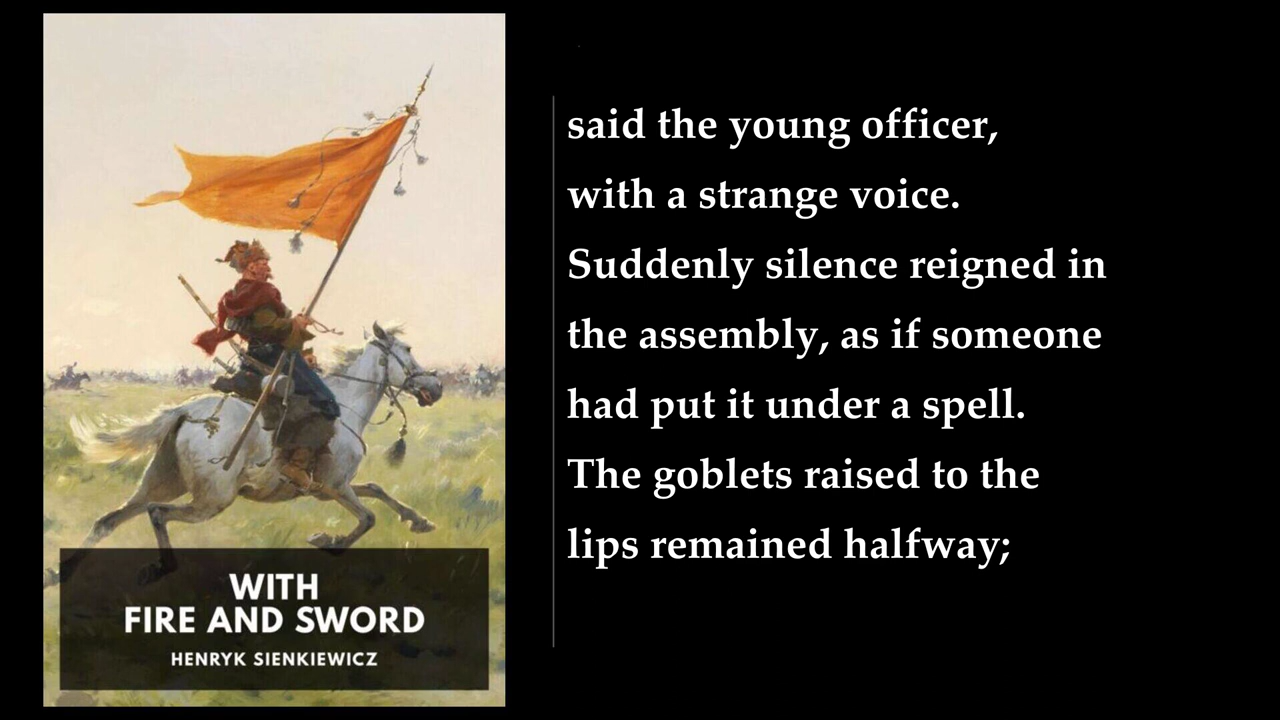 WITH
FIRE AND SWORD
HENRYK SIENKIEWICZ
said the young officer,
with a strange voice.
Suddenly silence reigned in
the assembly, as if someone
had put it under a spell.
The goblets raised to the
lips remained halfway;